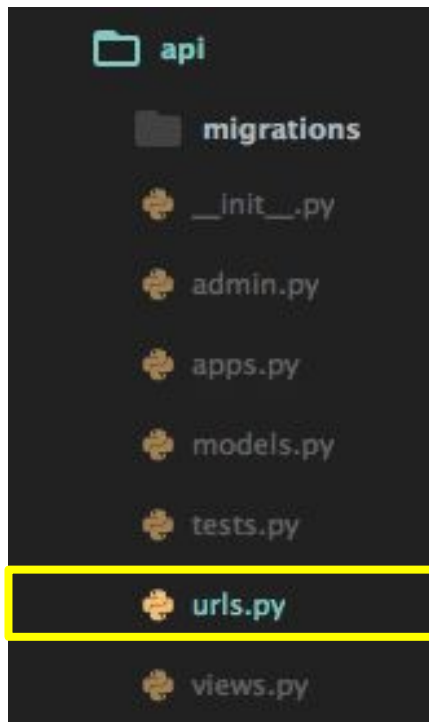 api
migrations
__init__.py
admin.py
apps.py
models.py
tests.py
urls.py
views.py